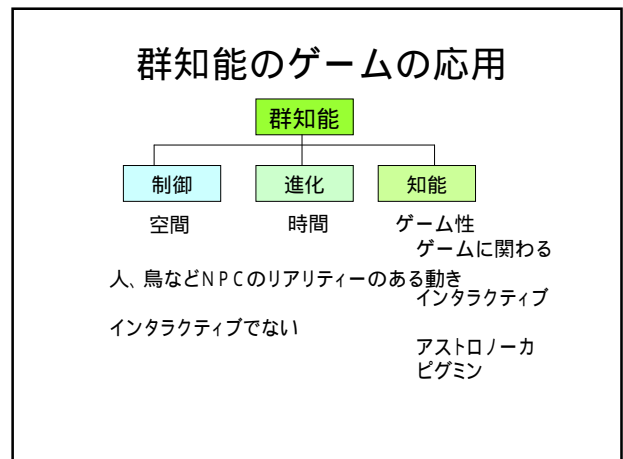 群知能のゲームの応用
群知能
制御 進化 知能
空間 時間 ゲーム性
ゲームに関わる
人、鳥などNPCのリアリティーのある動き
インタラクティブ
インタラクティブでない
アストロノーカ
ピグミン